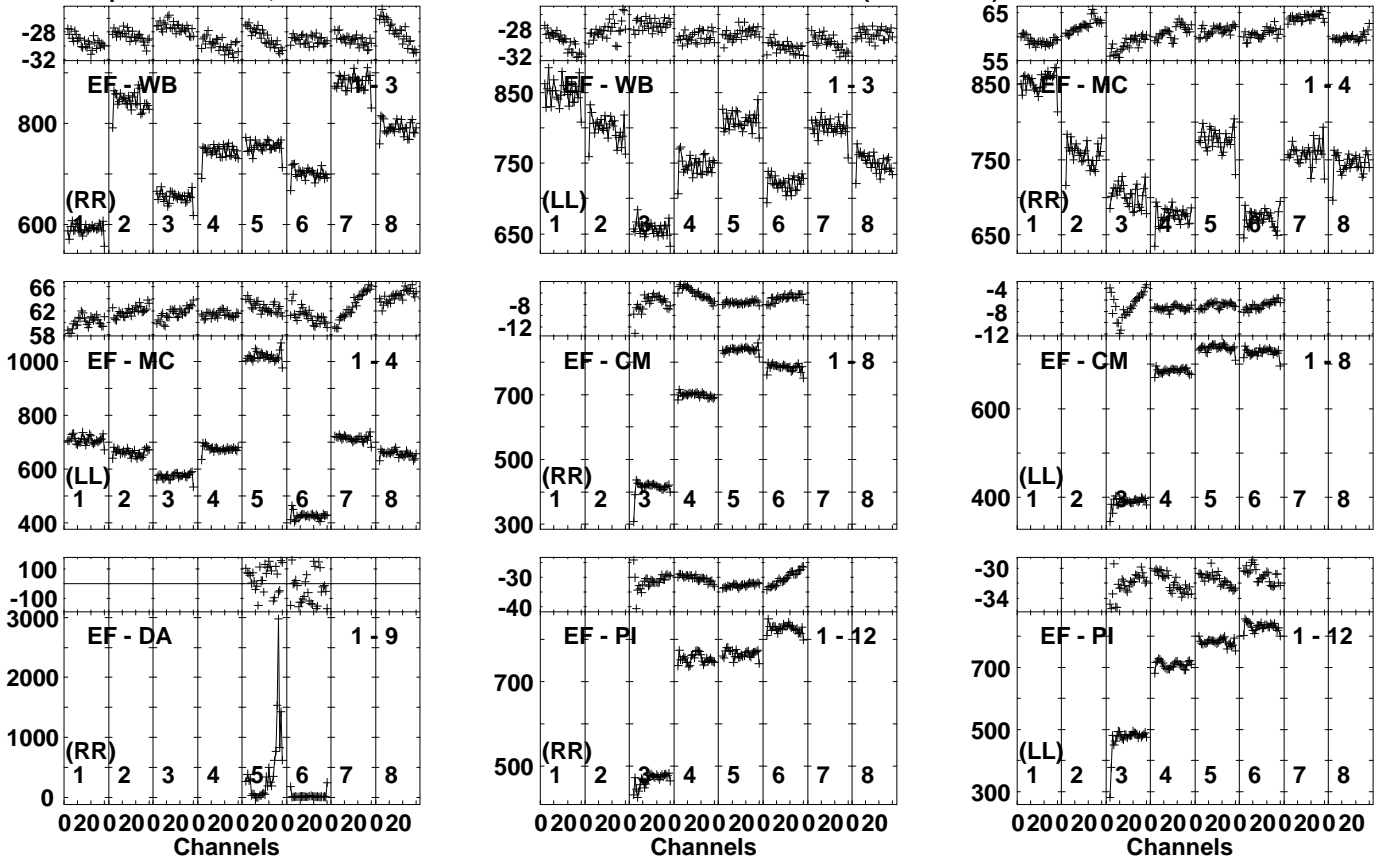 -28
-32
EF - WB 1 - 3
800
600
(RR)
1 2 3 4 5 6 7 8
-28
-32
EF - WB 1 - 3
850
750
650
(LL)
1 2 3 4 5 6 7 8
65
55
EF - MC 1 - 4
850
750
650
(RR)
1 2 3 4 5 6 7 8
66
62
58
EF - MC 1 - 4
1000
800
600
400
(LL)
1 2 3 4 5 6 7 8
-8
-12
EF - CM 1 - 8
700
500
300
(RR)
1 2 3 4 5 6 7 8
-4
-8
-12
EF - CM 1 - 8
600
400
(LL)
1 2 3 4 5 6 7 8
100
-100
EF - DA 1 - 9
3000
2000
1000
0
(RR)
1 2 3 4 5 6 7 8
0 20 0 20 0 20 0 20 0 20 0 20 0 20 0 20
Channels
-30
-40
EF - PI 1 - 12
700
500
(RR)
1 2 3 4 5 6 7 8
0 20 0 20 0 20 0 20 0 20 0 20 0 20 0 20
Channels
-30
-34
EF - PI 1 - 12
700
500
300
(LL)
1 2 3 4 5 6 7 8
0 20 0 20 0 20 0 20 0 20 0 20 0 20 0 20
Channels